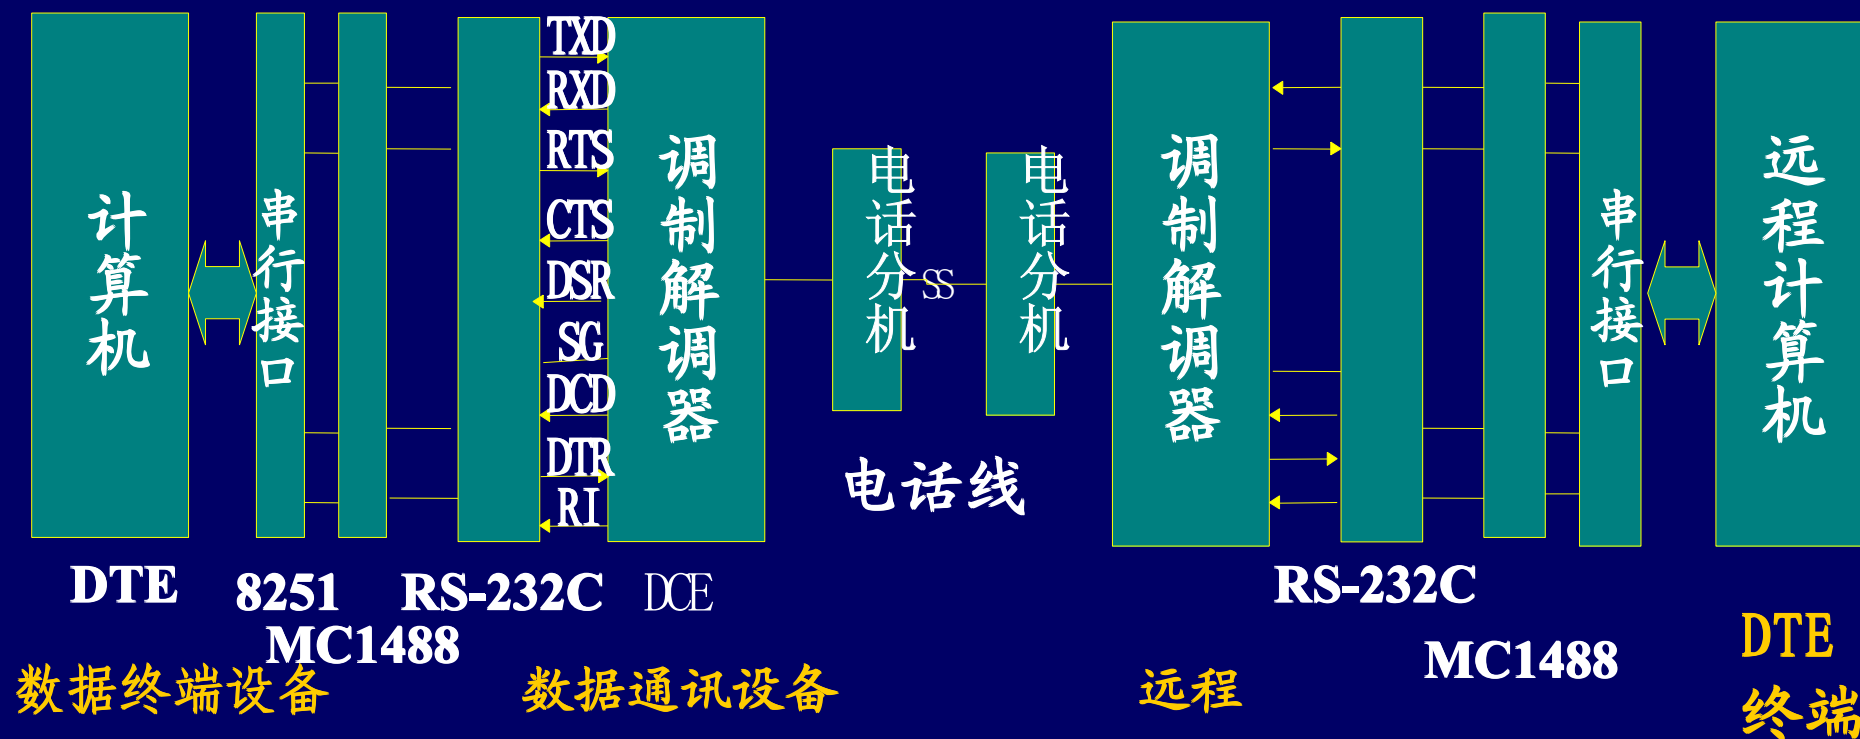 计算机
串行接口
TXD
RXD
RTS
CTS
DSR
SG
DCD
DTR
RI
调制解调器
电话分机
SS
电话分机
电话线
调制解调器
串行接口
远程计算机
DTE
8251
MC1488
RS-232C
DCE
RS-232C
MC1488
DTE
数据终端设备
数据通讯设备
远程
终端